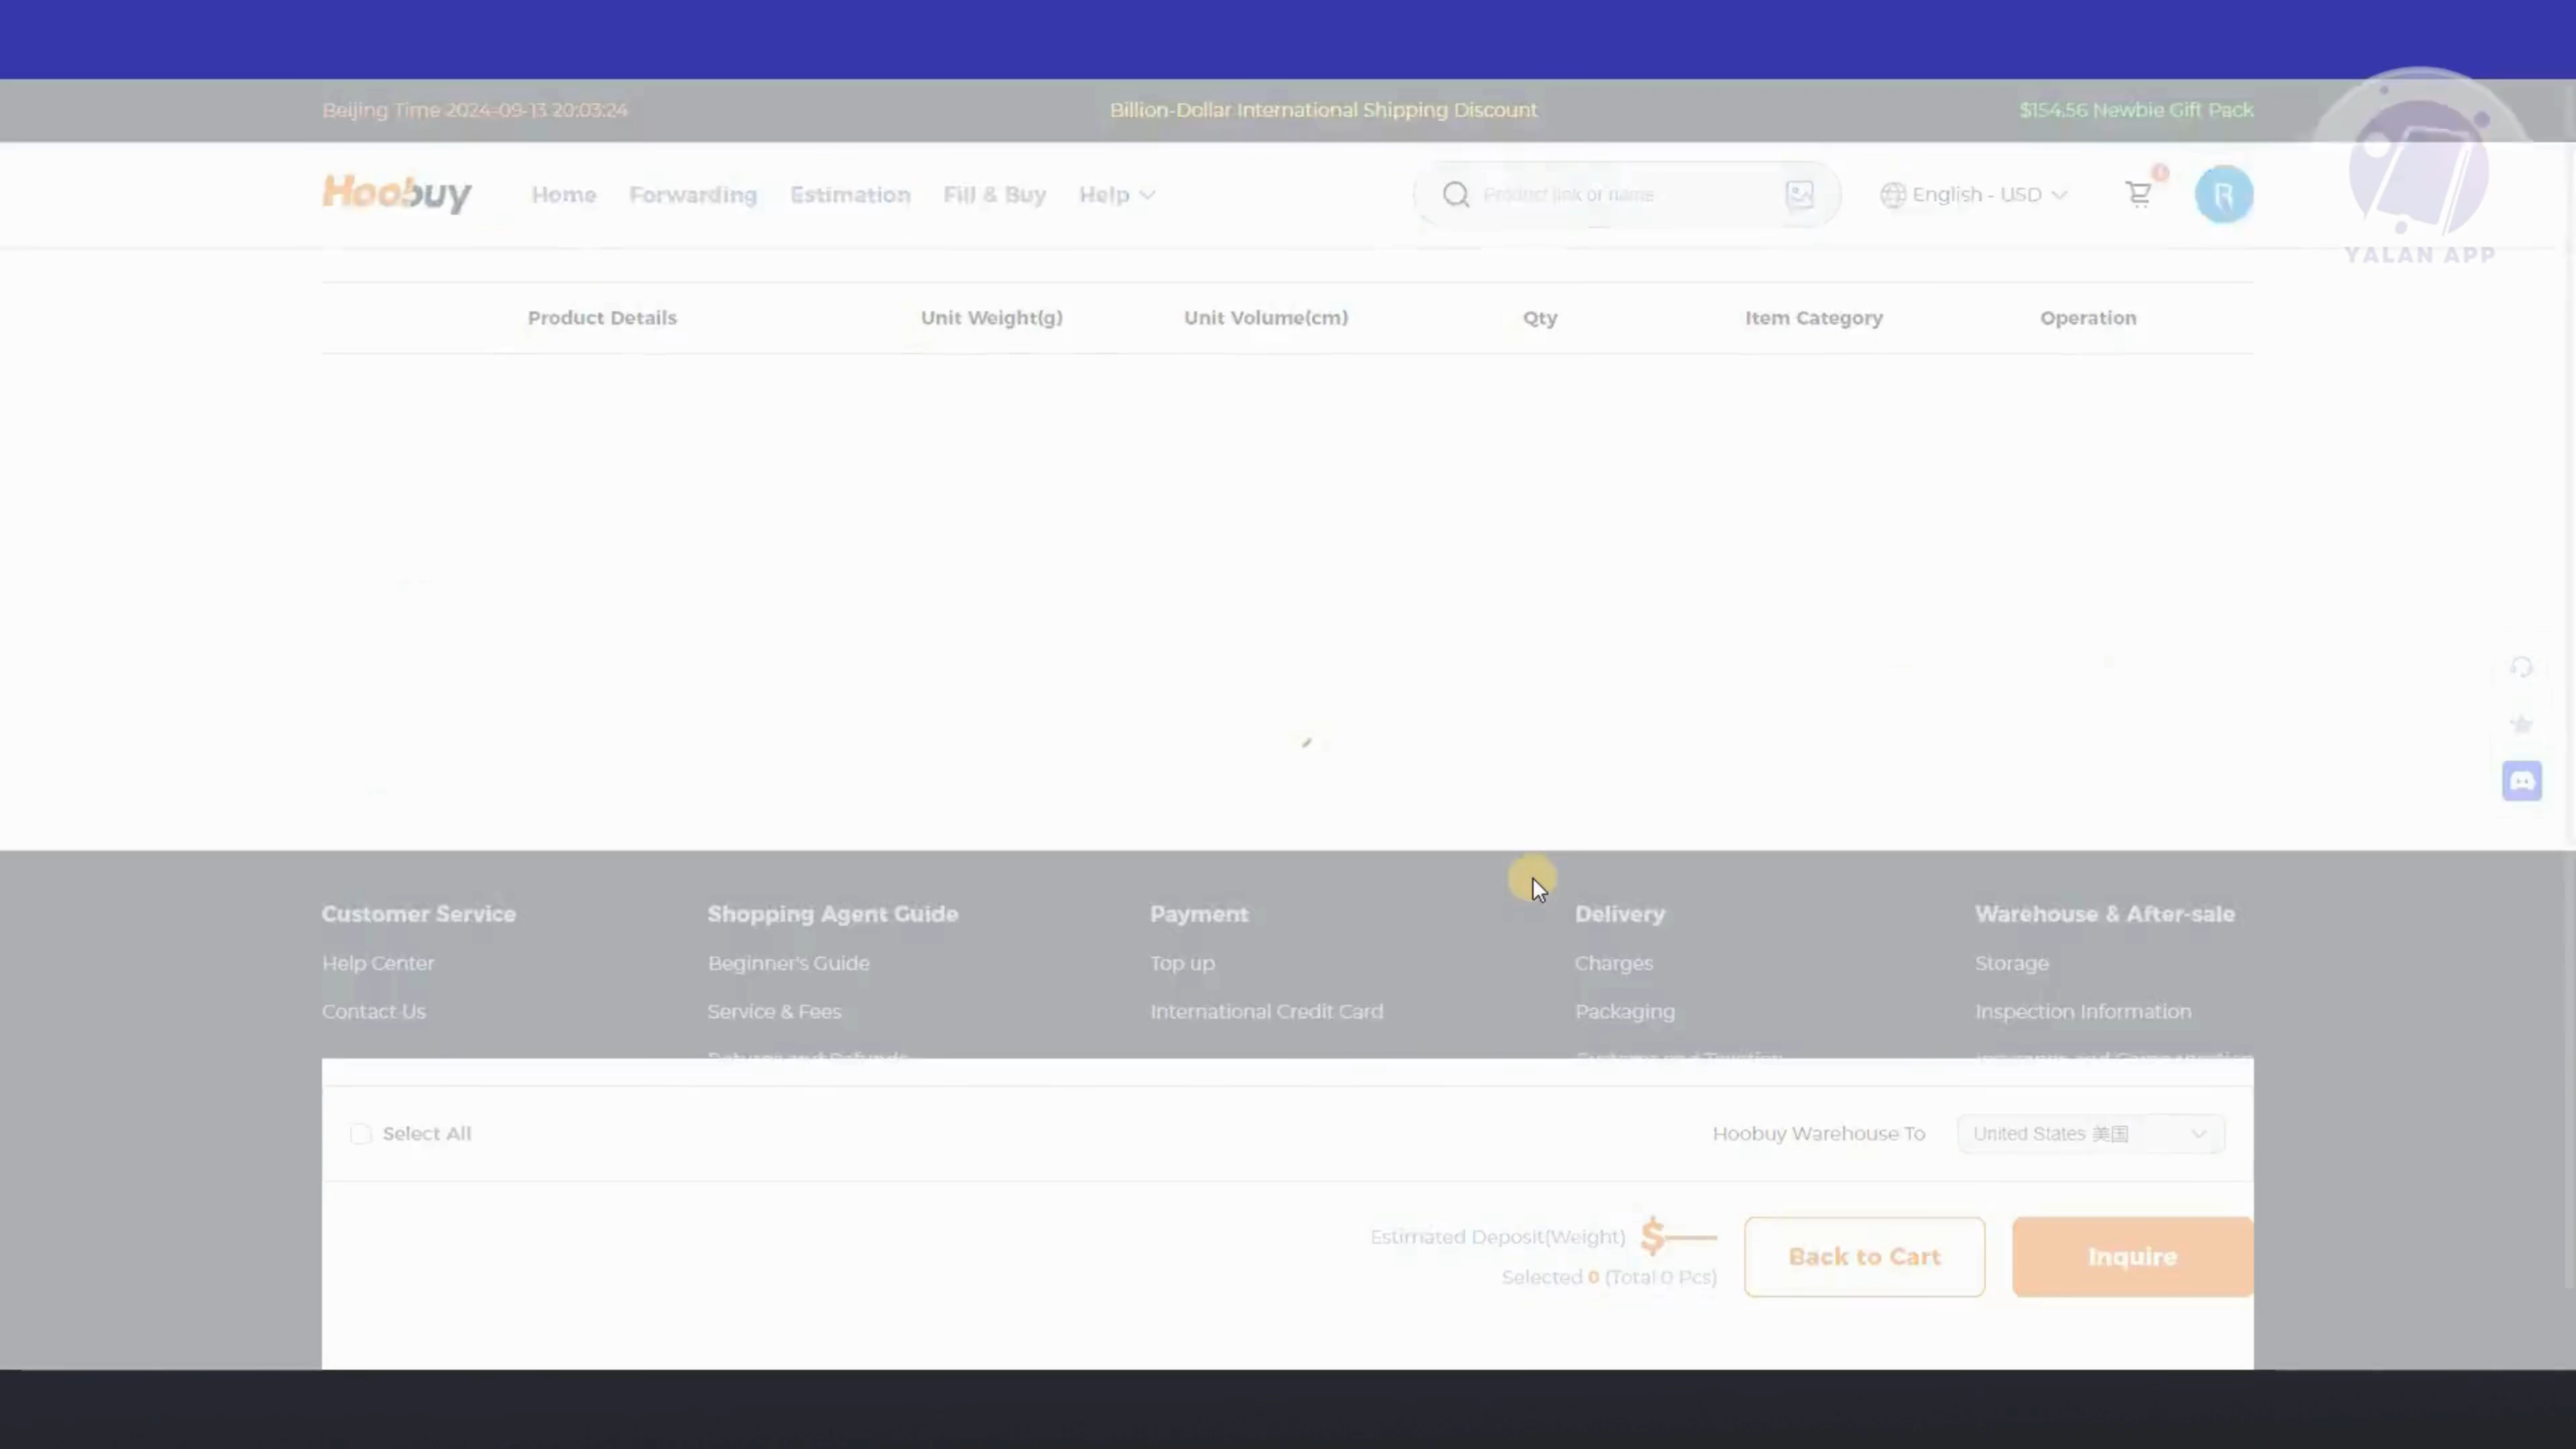 Beijing Time 2024-09-13 20:03:24
Billion-Dollar International Shipping Discount
$154.56 Newbie Gift Pack
Hoobuy
Home Forwarding Estimation Fill & Buy Help
Product link or name
English - USD
YALAN APP
Product Details Unit Weight(g) Unit Volume(cm) Qty Item Category Operation
Customer Service Shopping Agent Guide Payment Delivery Warehouse & After-sale
Help Center Beginner's Guide Top up Charges Storage
Contact Us Service & Fees International Credit Card Packaging Inspection Information
Select All
Hoobuy Warehouse To United States 美国
Estimated Deposit(Weight) $—
Selected 0 (Total 0 Pcs)
Back to Cart
Inquire